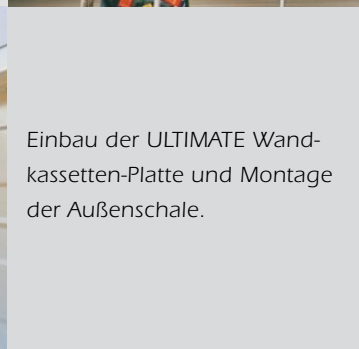 Einbau der ULTIMATE Wand-
kassetten-Platte und Montage
der Außenschale.